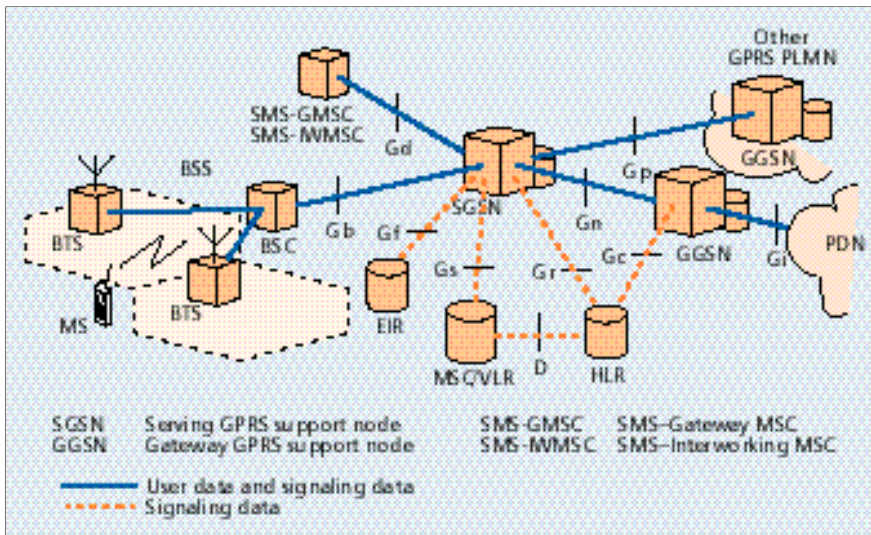 Other
GPRS PLMN
SMS-GMSC
SMS-IWMSC
Gd
BSS
Gp
GGSN
SGSN
BTS
BSC
Gb
Gf
Gn
GGSN
Gi
PDN
Gs
Gr
Gc
MS
BTS
EIR
MSC/VLR
D
HLR
SGSN Serving GPRS support node
GGSN Gateway GPRS support node
SMS-GMSC SMS-Gateway MSC
SMS-IWMSC SMS-Interworking MSC
User data and signaling data
Signaling data